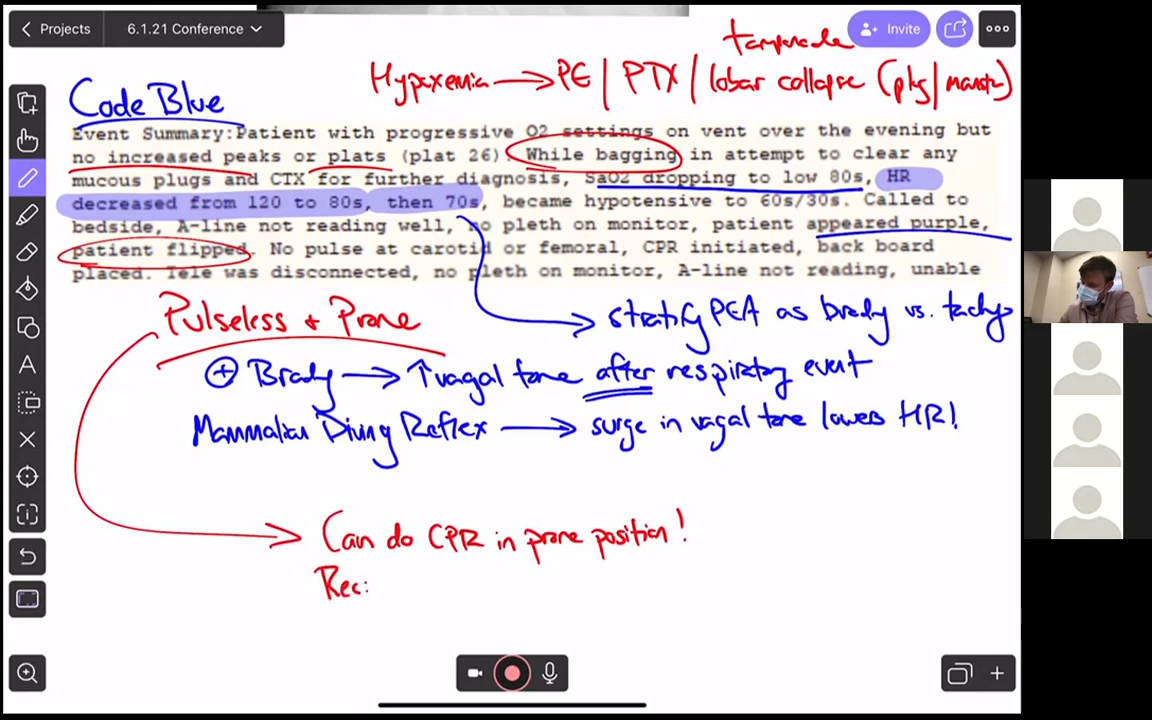 Projects
6.1.21 Conference
Invite
tamponade
Hypoxemia → PE / PTX / lobar collapse (plug/mainstem)
Code Blue
Event Summary:Patient with progressive O2 settings on vent over the evening but
no increased peaks or plats (plat 26). While bagging in attempt to clear any
mucous plugs and CTX for further diagnosis, SaO2 dropping to low 80s, HR
decreased from 120 to 80s, then 70s, became hypotensive to 60s/30s. Called to
bedside, A-line not reading well, no pleth on monitor, patient appeared purple,
patient flipped. No pulse at carotid or femoral, CPR initiated, back board
placed. Tele was disconnected, no pleth on monitor, A-line not reading, unable
Pulseless + Prone
stratify PEA as brady vs. tachy
⊕ Brady → ↑vagal tone after respiratory event
Mammalian Diving Reflex → surge in vagal tone lowers HR!
Can do CPR in prone position!
Rec:
A